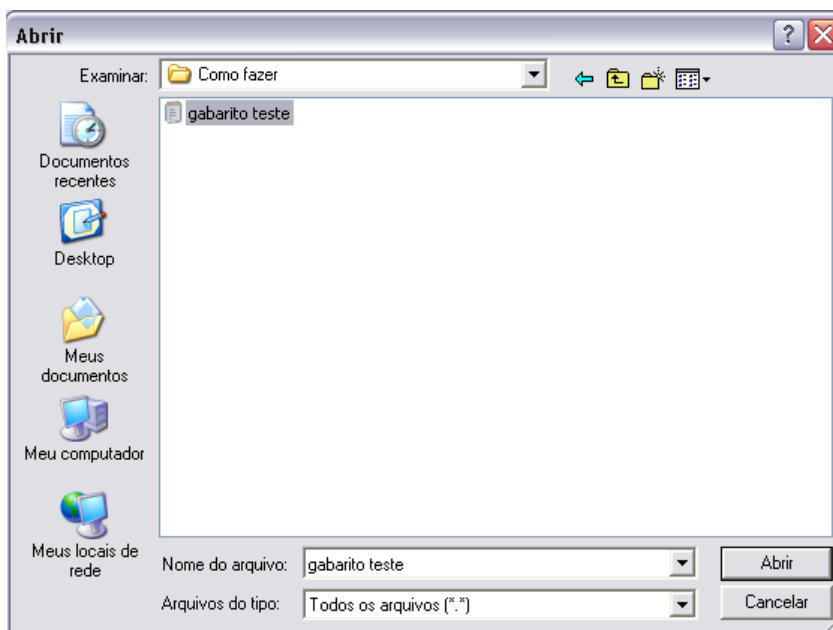 Abrir
Examinar: Como fazer
gabarito teste
Documentos
recentes
Desktop
Meus
documentos
Meu computador
Meus locais de
rede
Nome do arquivo: gabarito teste Abrir
Arquivos do tipo: Todos os arquivos (*.*) Cancelar